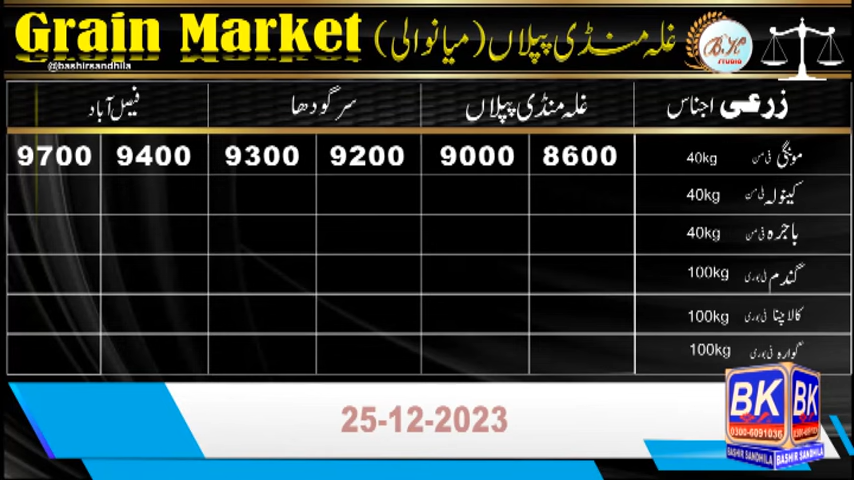 Grain Market غلہ منڈی پپلاں (میانوالی)
@bashirsandhila
B.K
STUDIO
زرعی اجناس غلہ منڈی پپلاں سرگودھا فیصل آباد
مونگی فی من 40kg 8600 9000 9200 9300 9400 9700
کینولہ فی من 40kg
باجرہ فی من 40kg
گندم فی بوری 100kg
کالا چنا فی بوری 100kg
گوارہ فی بوری 100kg
25-12-2023
BK BK
0300-6091036
BASHIR SANDHILA BASHIR SANDHILA